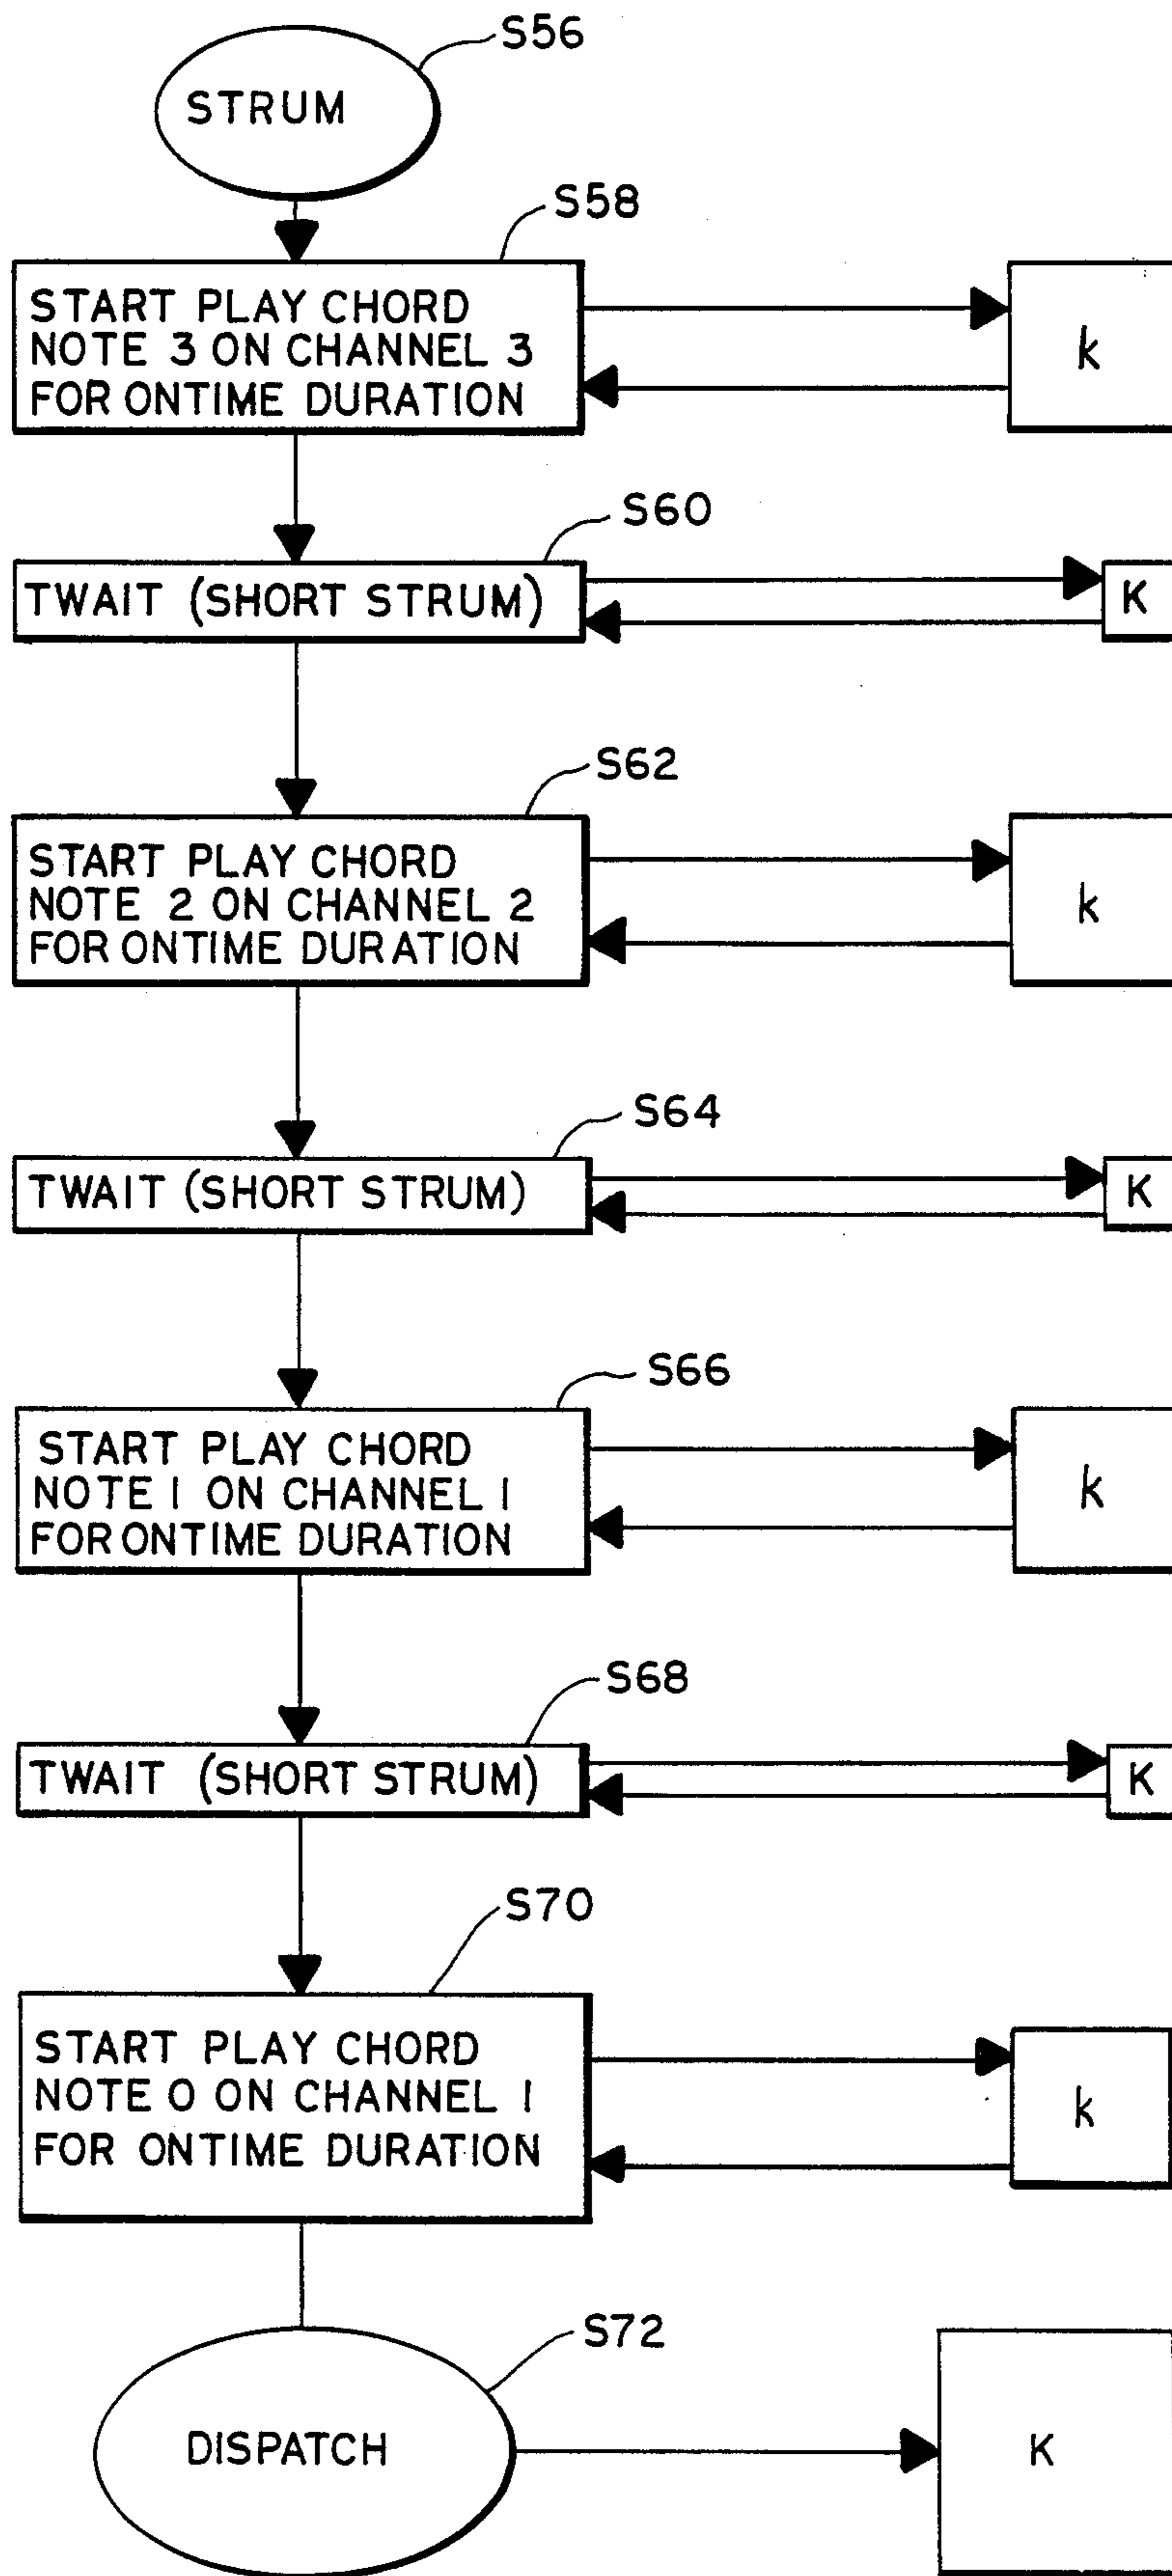 S56
STRUM
S58
START PLAY CHORD
NOTE 3 ON CHANNEL 3
FOR ONTIME DURATION
k
S60
TWAIT (SHORT STRUM)
K
S62
START PLAY CHORD
NOTE 2 ON CHANNEL 2
FOR ONTIME DURATION
k
S64
TWAIT (SHORT STRUM)
K
S66
START PLAY CHORD
NOTE 1 ON CHANNEL 1
FOR ONTIME DURATION
k
S68
TWAIT (SHORT STRUM)
K
S70
START PLAY CHORD
NOTE 0 ON CHANNEL 1
FOR ONTIME DURATION
k
S72
DISPATCH
K